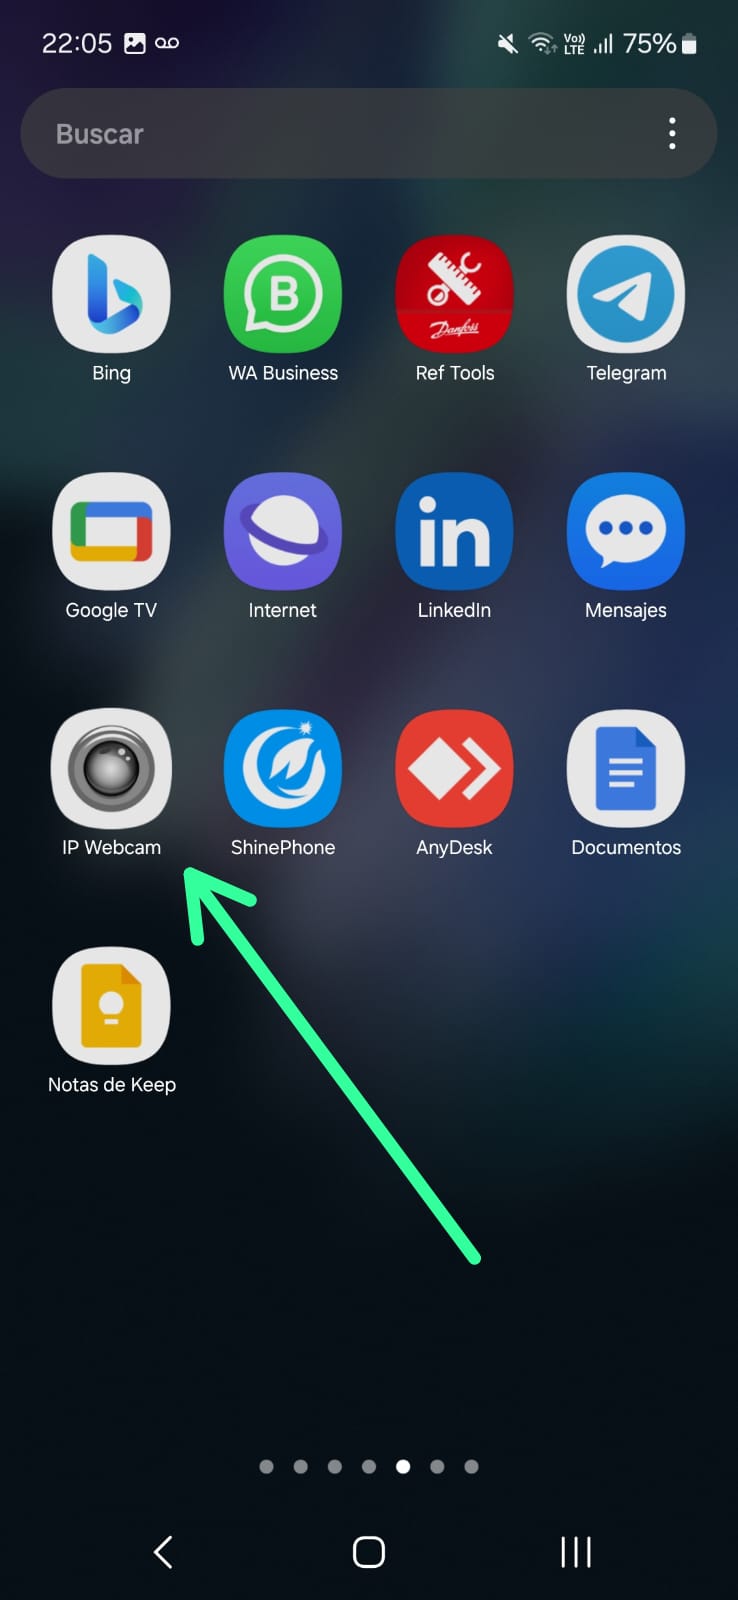 22:05 Vo)) LTE 75%
Buscar
B Danfoss
Bing WA Business Ref Tools Telegram
in
Google TV Internet LinkedIn Mensajes
IP Webcam ShinePhone AnyDesk Documentos
Notas de Keep